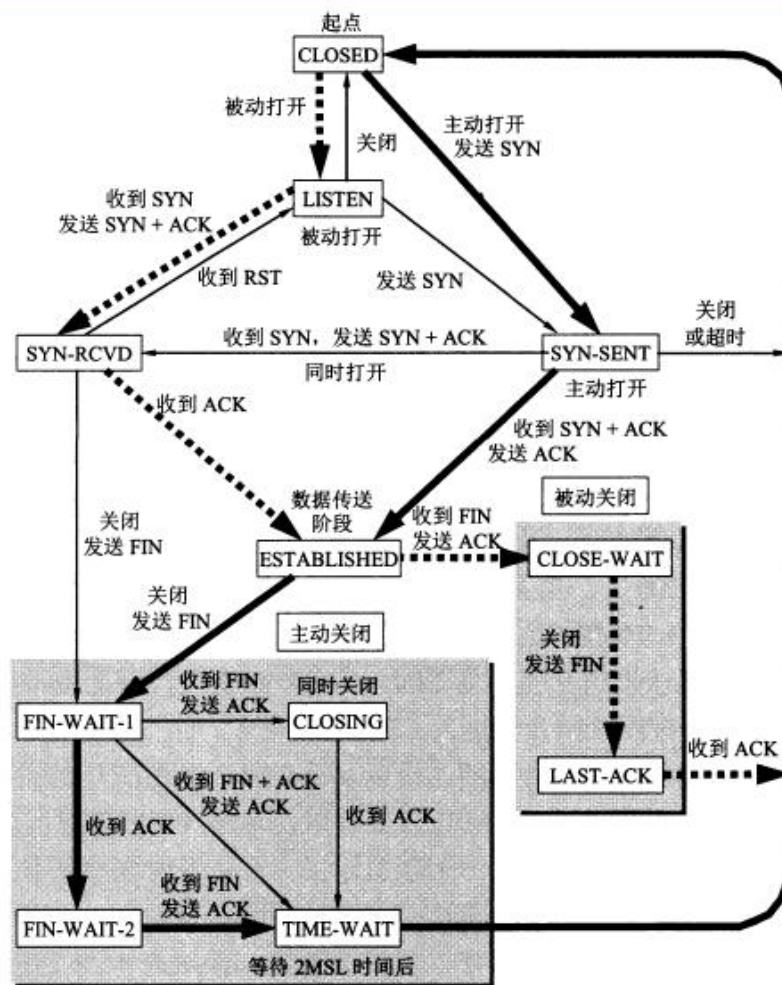 起点
CLOSED
被动打开
关闭
主动打开
发送 SYN
收到 SYN
发送 SYN + ACK
LISTEN
被动打开
收到 RST
发送 SYN
关闭
或超时
SYN-RCVD
收到 SYN，发送 SYN + ACK
同时打开
SYN-SENT
主动打开
收到 ACK
收到 SYN + ACK
发送 ACK
关闭
发送 FIN
数据传送
阶段
ESTABLISHED
收到 FIN
发送 ACK
被动关闭
CLOSE-WAIT
关闭
发送 FIN
主动关闭
关闭
发送 FIN
FIN-WAIT-1
收到 FIN
发送 ACK
同时关闭
CLOSING
LAST-ACK
收到 ACK
收到 ACK
收到 FIN + ACK
发送 ACK
收到 ACK
FIN-WAIT-2
收到 FIN
发送 ACK
TIME-WAIT
等待 2MSL 时间后